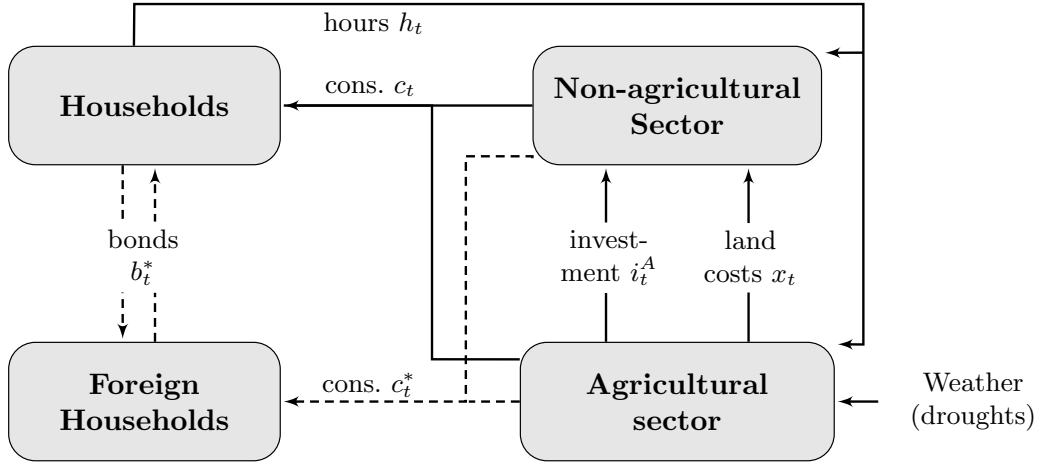 hours h_t
Households
cons. c_t
Non-agricultural
Sector
bonds
b_t^*
invest-
ment i_t^A
land
costs x_t
Foreign
Households
cons. c_t^*
Agricultural
sector
Weather
(droughts)